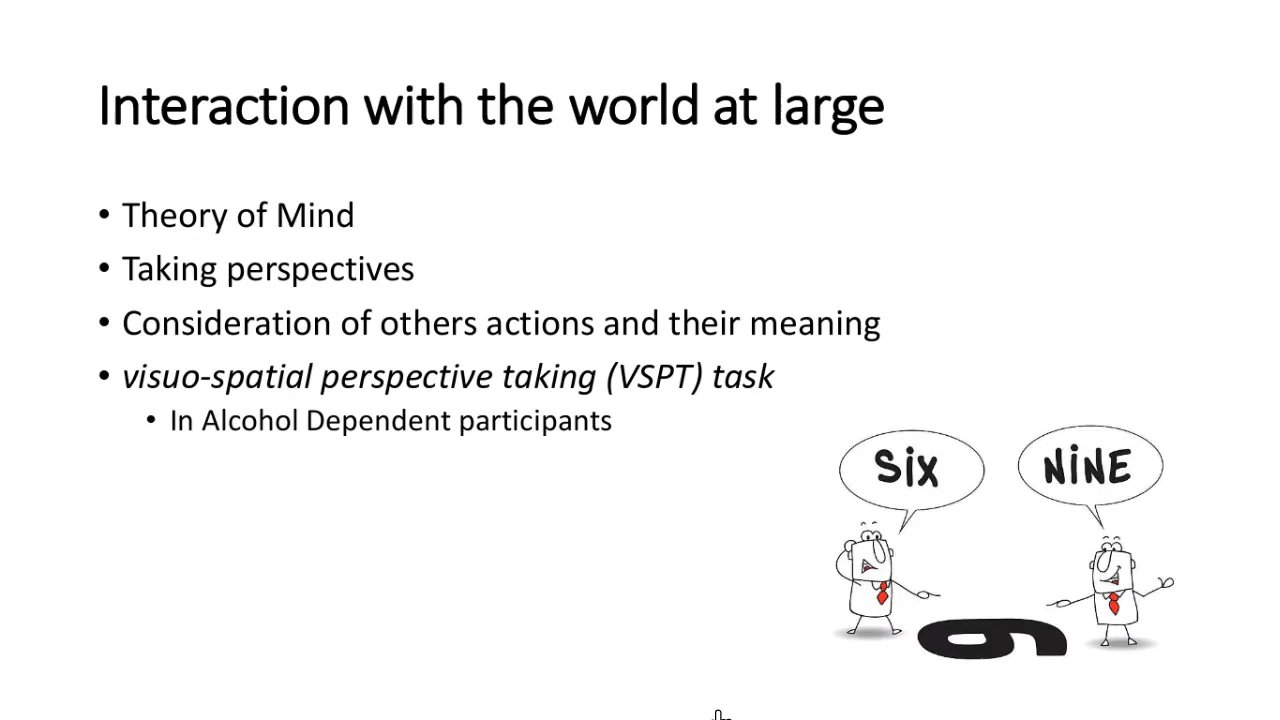 Interaction with the world at large
• Theory of Mind
• Taking perspectives
• Consideration of others actions and their meaning
• visuo-spatial perspective taking (VSPT) task
• In Alcohol Dependent participants
SiX
NiNE
6